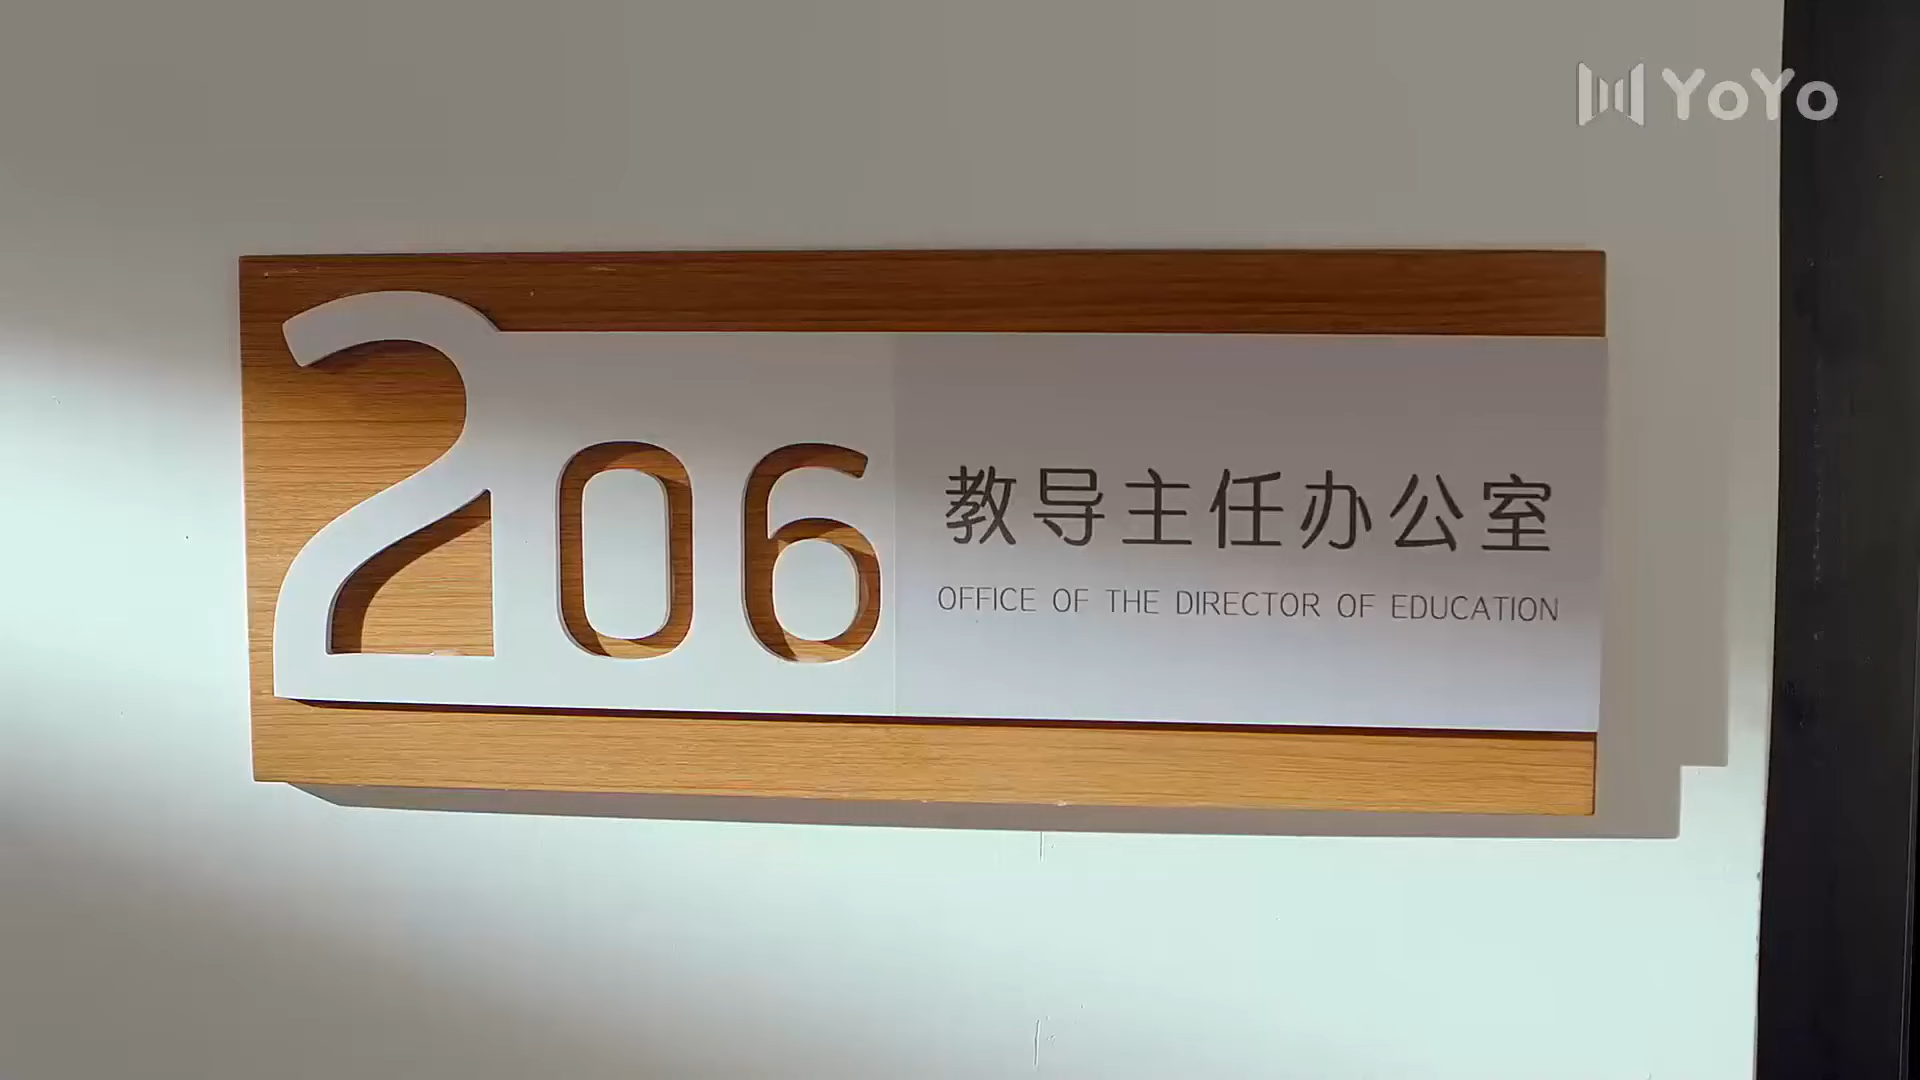 YoYo
206
教导主任办公室
OFFICE OF THE DIRECTOR OF EDUCATION